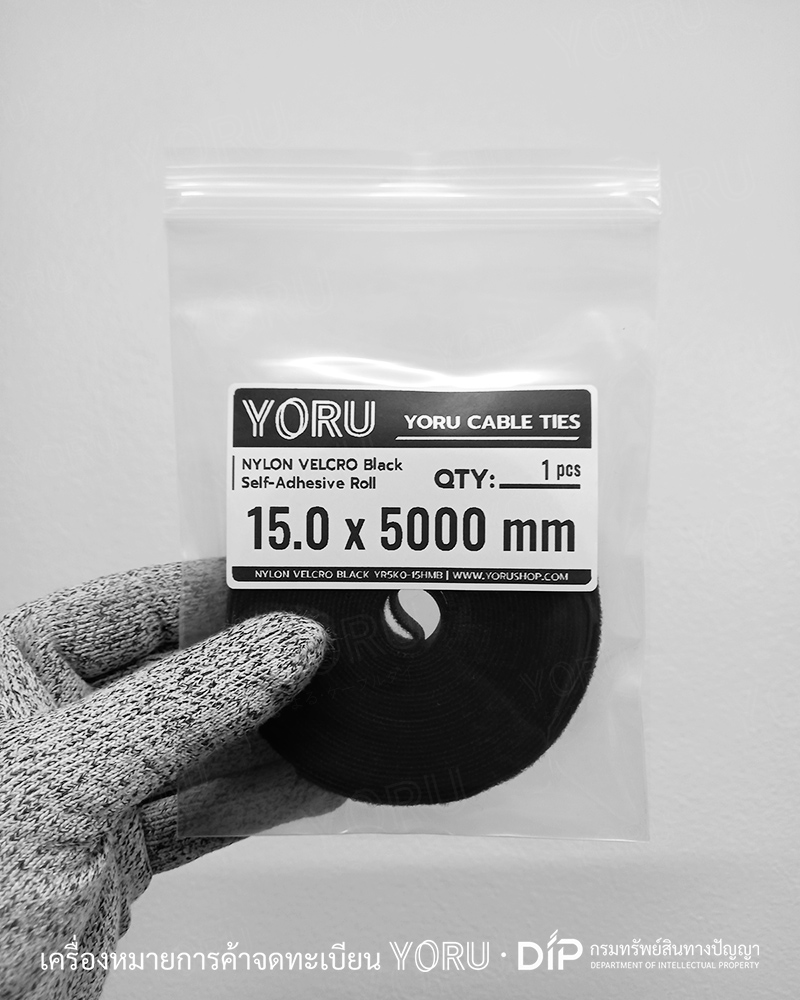 YORU
YORU CABLE TIES
NYLON VELCRO Black
Self-Adhesive Roll
QTY: 1 pcs
15.0 x 5000 mm
NYLON VELCRO BLACK YR5K0-15HMB | WWW.YORUSHOP.COM
เครื่องหมายการค้าจดทะเบียน YORU · DIP กรมทรัพย์สินทางปัญญา
DEPARTMENT OF INTELLECTUAL PROPERTY